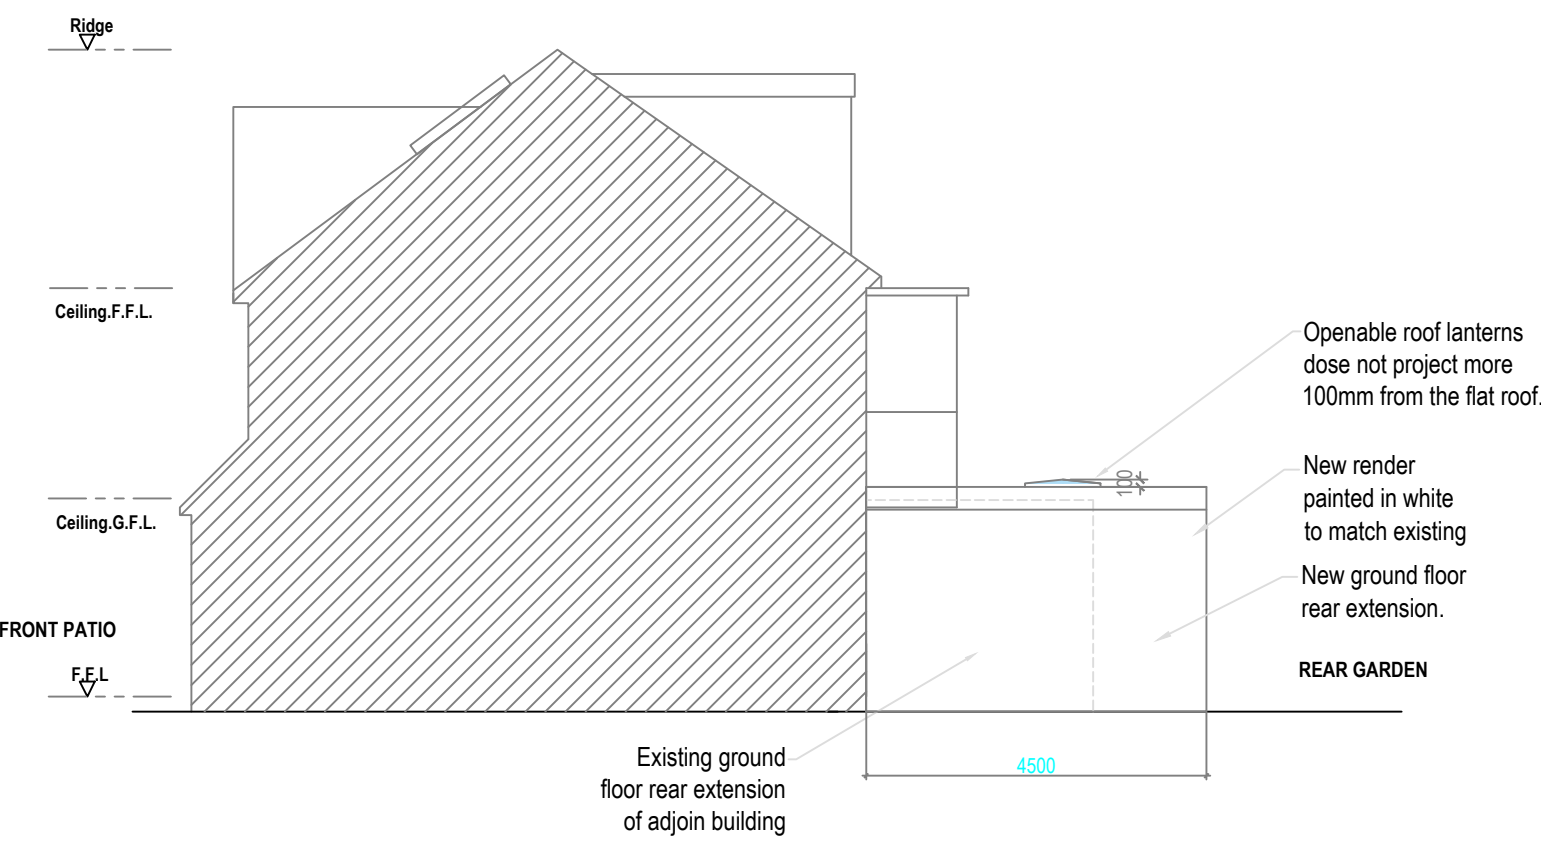 Ridge
Ceiling.F.F.L.
Openable roof lanterns
dose not project more
100mm from the flat roof.
New render
painted in white
to match existing
100
Ceiling.G.F.L.
New ground floor
rear extension.
FRONT PATIO
F.F.L
REAR GARDEN
Existing ground
floor rear extension
of adjoin building
4500